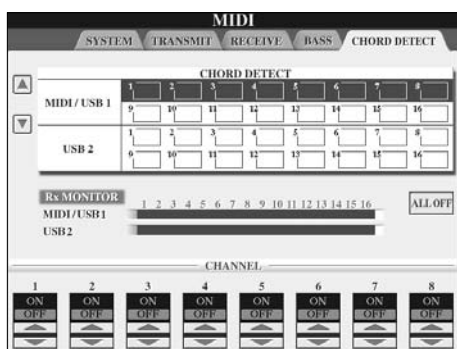 MIDI
SYSTEM TRANSMIT RECEIVE BASS CHORD DETECT
CHORD DETECT
MIDI / USB 1
1 2 3 4 5 6 7 8
9 10 11 12 13 14 15 16
USB 2
1 2 3 4 5 6 7 8
9 10 11 12 13 14 15 16
Rx MONITOR
1 2 3 4 5 6 7 8 9 10 11 12 13 14 15 16
MIDI/USB1
USB2
ALL OFF
CHANNEL
1 2 3 4 5 6 7 8
ON ON ON ON ON ON ON ON
OFF OFF OFF OFF OFF OFF OFF OFF